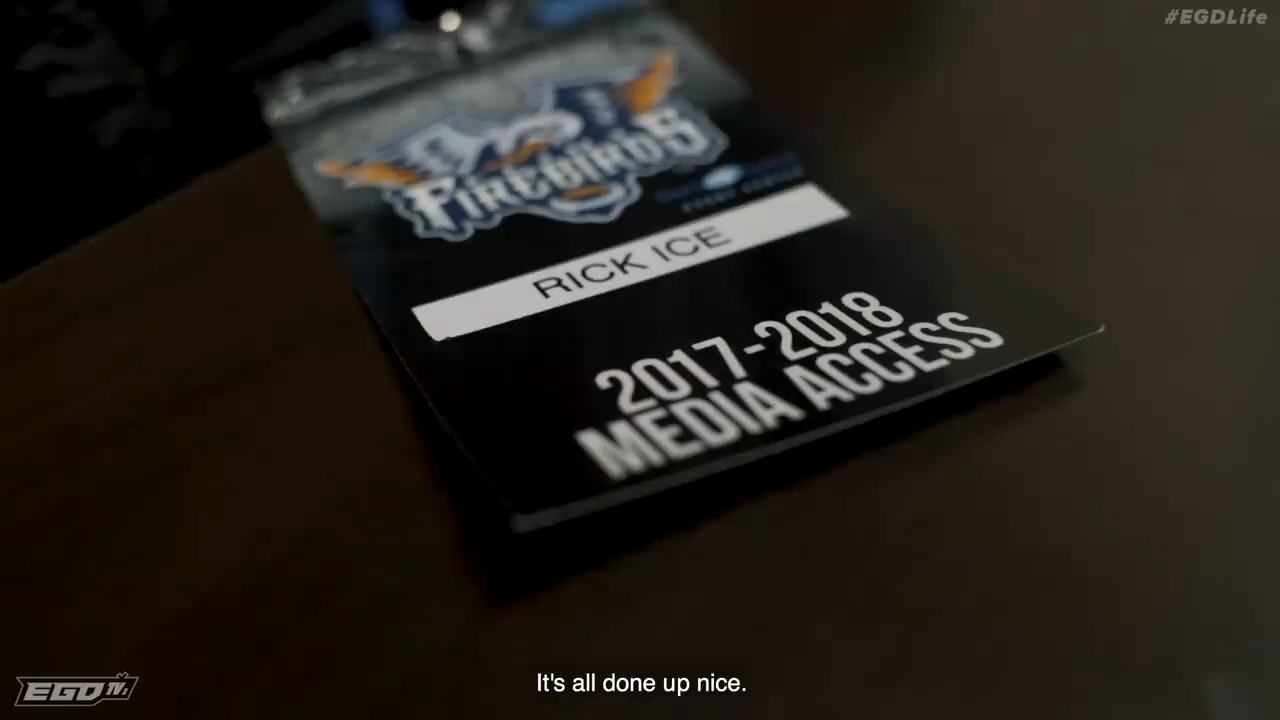 #EGDLife
FIREBIRDS
RICK ICE
2017-2018
MEDIA ACCESS
EGD TV.
It's all done up nice.